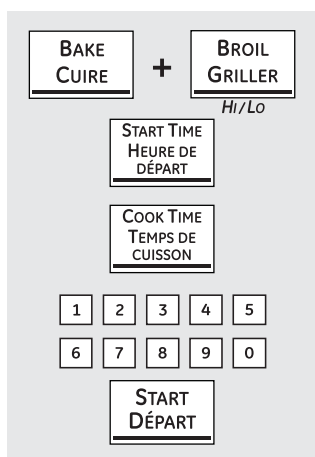 BAKE + BROIL
CUIRE GRILLER
HI/LO
START TIME
HEURE DE
DÉPART
COOK TIME
TEMPS DE
CUISSON
1 2 3 4 5
6 7 8 9 0
START
DÉPART